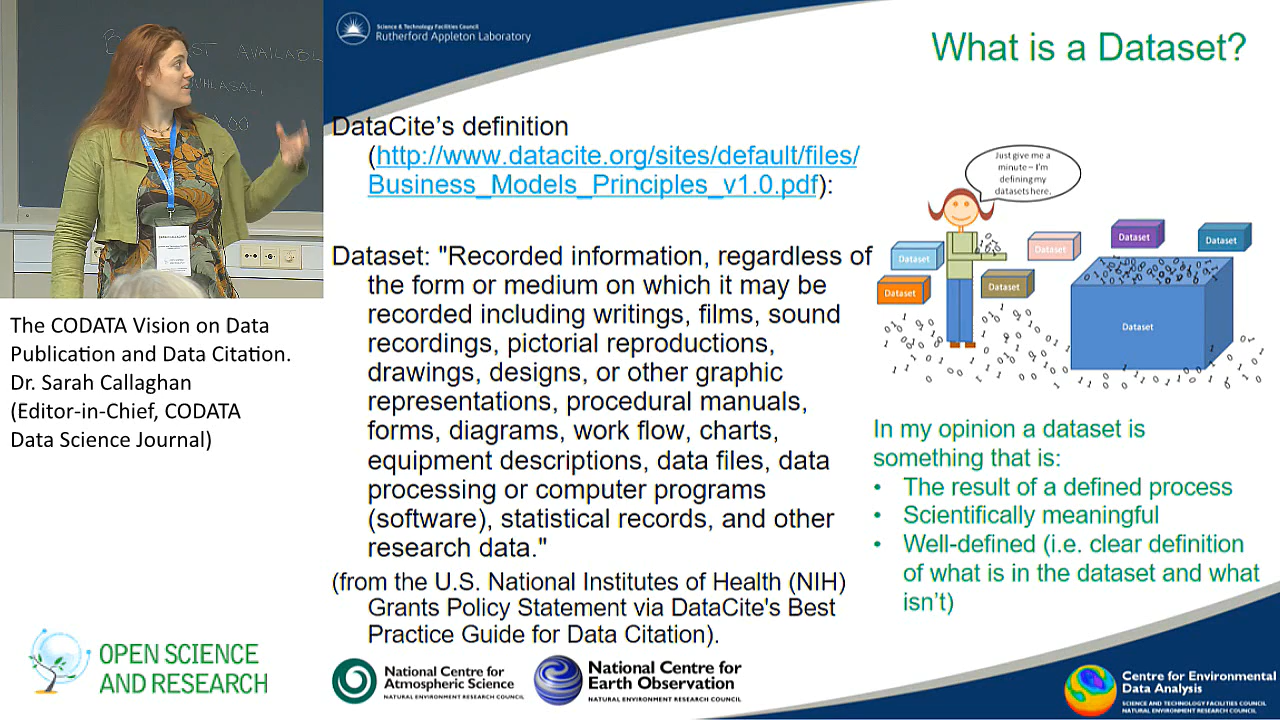 BEST AVAILABL
Science & Technology Facilities Council
Rutherford Appleton Laboratory
What is a Dataset?
DataCite's definition
(http://www.datacite.org/sites/default/files/
Business_Models_Principles_v1.0.pdf):
Dataset: "Recorded information, regardless of
the form or medium on which it may be
recorded including writings, films, sound
recordings, pictorial reproductions,
drawings, designs, or other graphic
representations, procedural manuals,
forms, diagrams, work flow, charts,
equipment descriptions, data files, data
processing or computer programs
(software), statistical records, and other
research data."
(from the U.S. National Institutes of Health (NIH)
Grants Policy Statement via DataCite's Best
Practice Guide for Data Citation).
Just give me a
minute – I'm
defining my
datasets here.
Dataset
Dataset
Dataset
Dataset
Dataset
Dataset
Dataset
In my opinion a dataset is
something that is:
• The result of a defined process
• Scientifically meaningful
• Well-defined (i.e. clear definition
of what is in the dataset and what
isn't)
The CODATA Vision on Data
Publication and Data Citation.
Dr. Sarah Callaghan
(Editor-in-Chief, CODATA
Data Science Journal)
OPEN SCIENCE
AND RESEARCH
National Centre for
Atmospheric Science
NATURAL ENVIRONMENT RESEARCH COUNCIL
National Centre for
Earth Observation
NATURAL ENVIRONMENT RESEARCH COUNCIL
Centre for Environmental
Data Analysis
SCIENCE AND TECHNOLOGY FACILITIES COUNCIL
NATURAL ENVIRONMENT RESEARCH COUNCIL